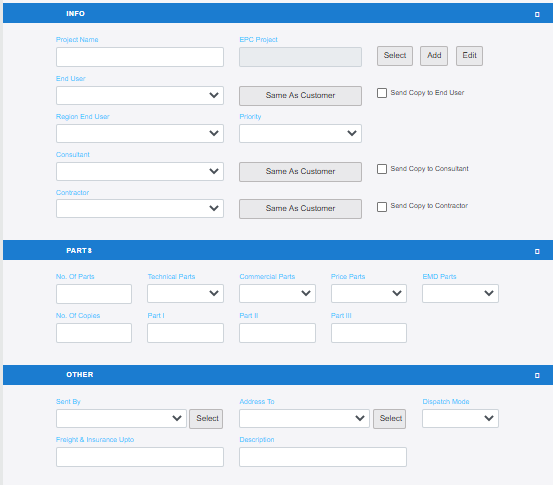 INFO
Project Name EPC Project
Select Add Edit
End User
Same As Customer Send Copy to End User
Region End User Priority
Consultant
Same As Customer Send Copy to Consultant
Contractor
Same As Customer Send Copy to Contractor
PARTS
No. Of Parts Technical Parts Commercial Parts Price Parts EMD Parts
No. Of Copies Part I Part II Part III
OTHER
Sent By Address To Dispatch Mode
Select Select
Freight & Insurance Upto Description